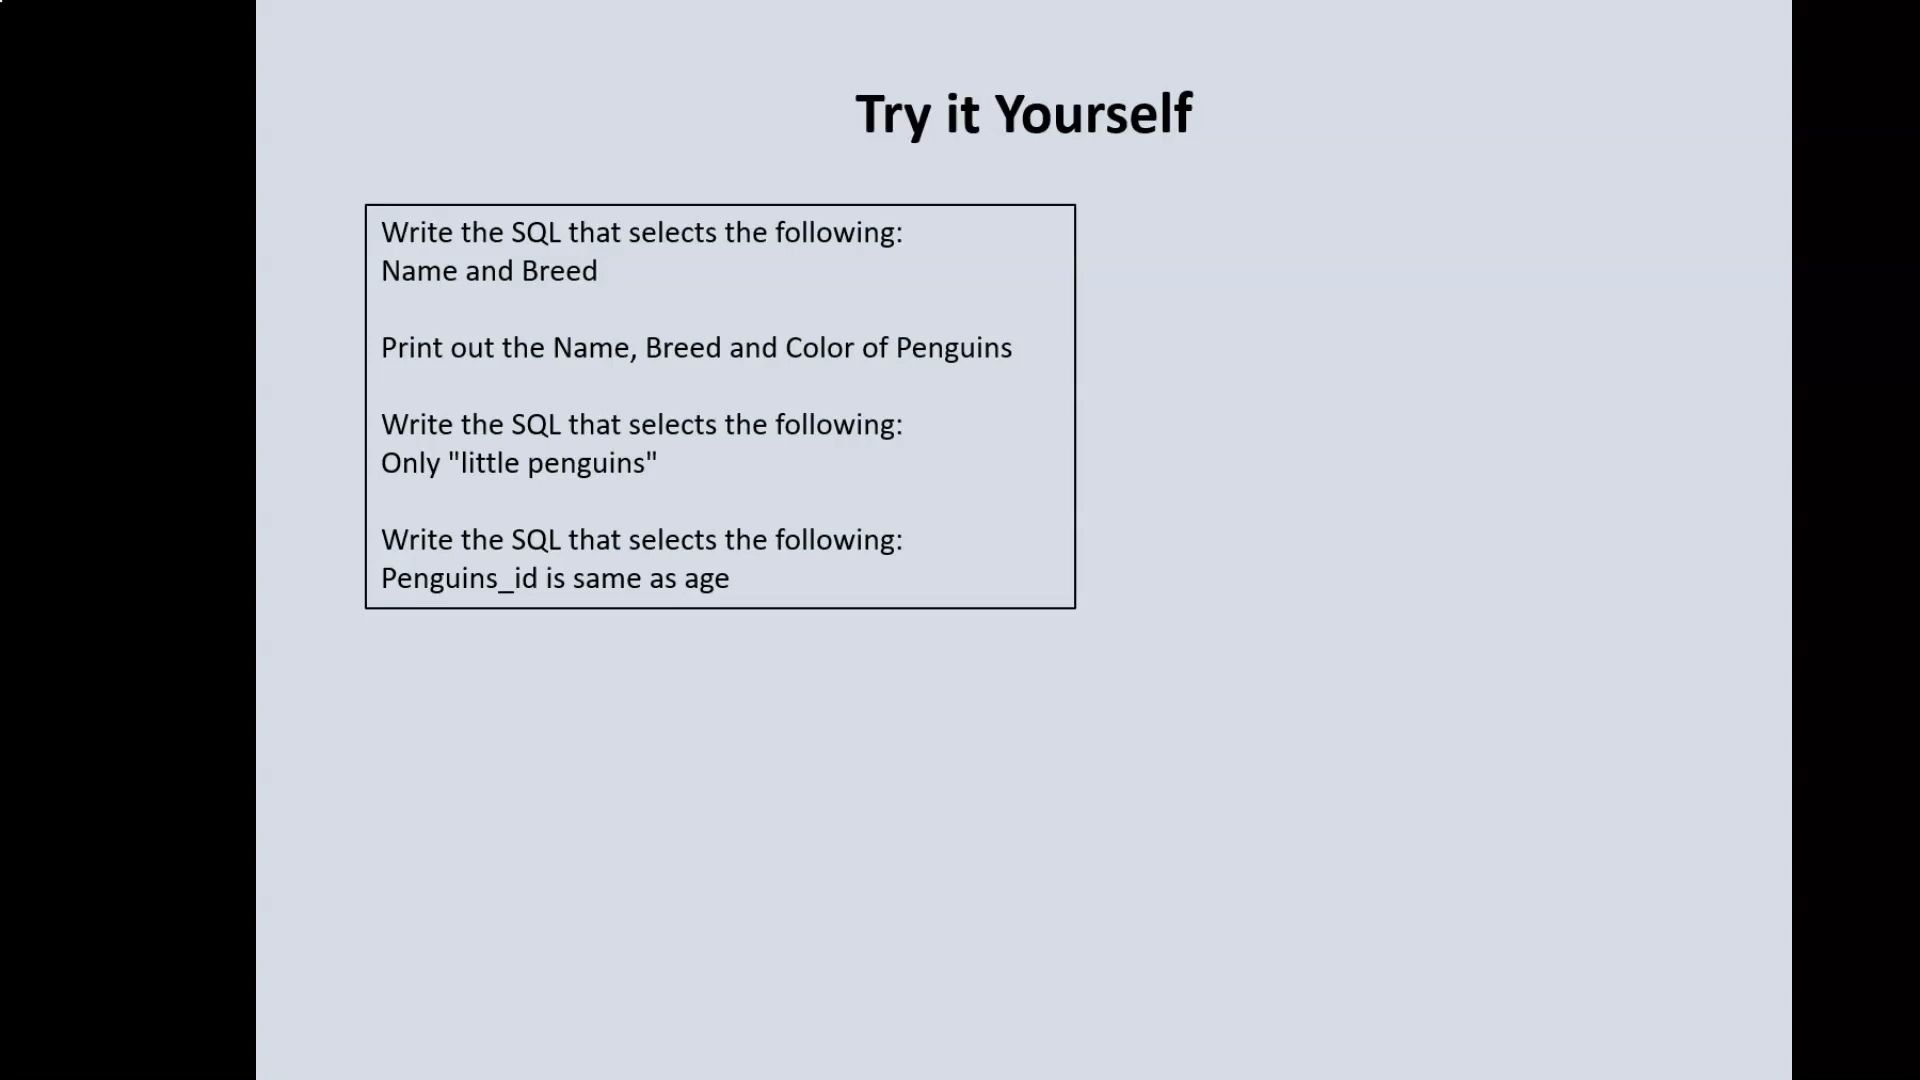 Try it Yourself
Write the SQL that selects the following:
Name and Breed
Print out the Name, Breed and Color of Penguins
Write the SQL that selects the following:
Only "little penguins"
Write the SQL that selects the following:
Penguins_id is same as age